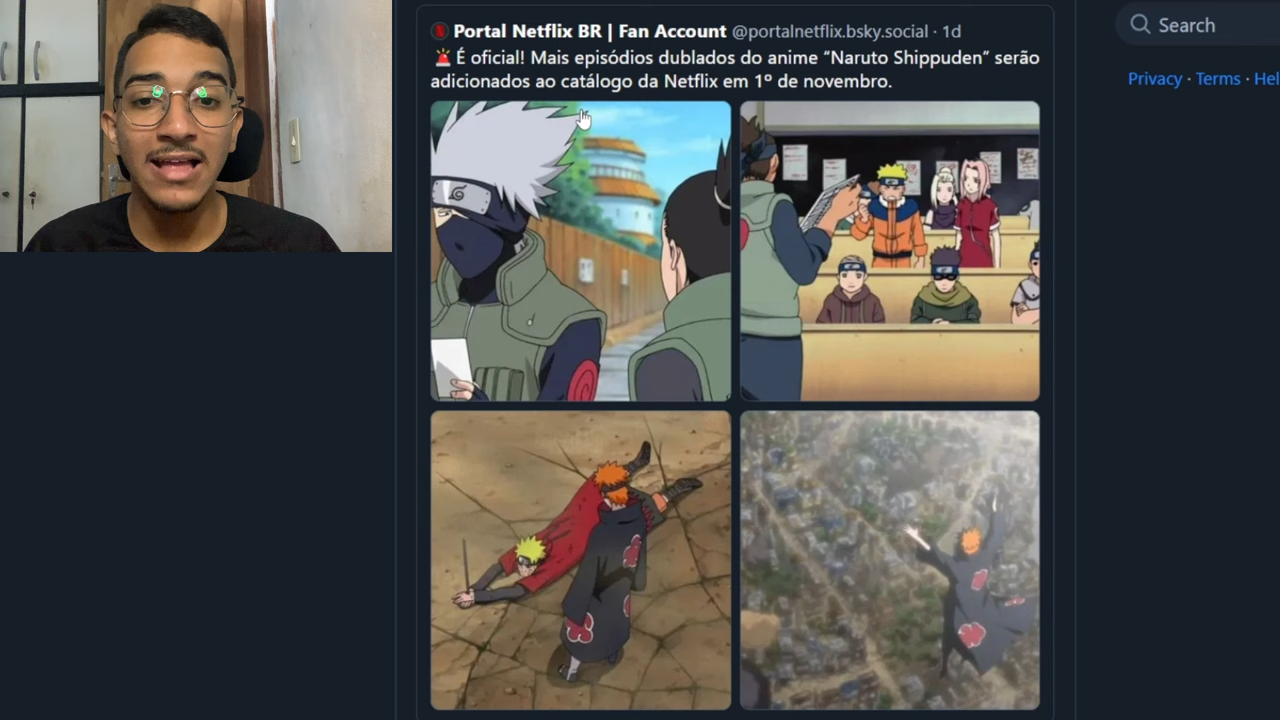 Portal Netflix BR | Fan Account @portalnetflix.bsky.social · 1d
🚨É oficial! Mais episódios dublados do anime “Naruto Shippuden” serão
adicionados ao catálogo da Netflix em 1º de novembro.
Search
Privacy · Terms · Hel